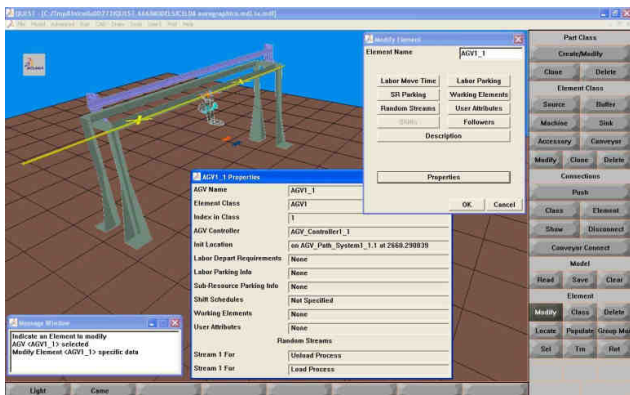 Modify Element
Element Name AGV1_1
Labor Move Time Labor Parking
SR Parking Working Elements
Random Streams User Attributes
Shifts Followers
Description
Properties
OK Cancel
AGV1_1 Properties
AGV Name AGV1_1
Element Class AGV1
Index in Class 1
AGV Controller AGV_Controller1_1
Init Location on AGV_Path_System1_1.1 at 2660.290039
Labor Depart Requirements None
Labor Parking Info None
Sub-Resource Parking Info None
Shift Schedules Not Specified
Working Elements None
User Attributes None
Random Streams
Stream 1 For Unload Process
Stream 1 For Load Process
Message Window
Indicate an Element to modify
AGV <AGV1_1> selected
Modify Element <AGV1_1> specific data
Light Came
Part Class
Create/Modify
Clone Delete
Element Class
Source Buffer
Machine Sink
Accessory Conveyor
Modify Clone Delete
Connections
Push
Class Element
Show Disconnect
Conveyor Connect
Model
Read Save Clear
Element
Modify Class Delete
Locate Populate Group Mo
Sel Trn Rot